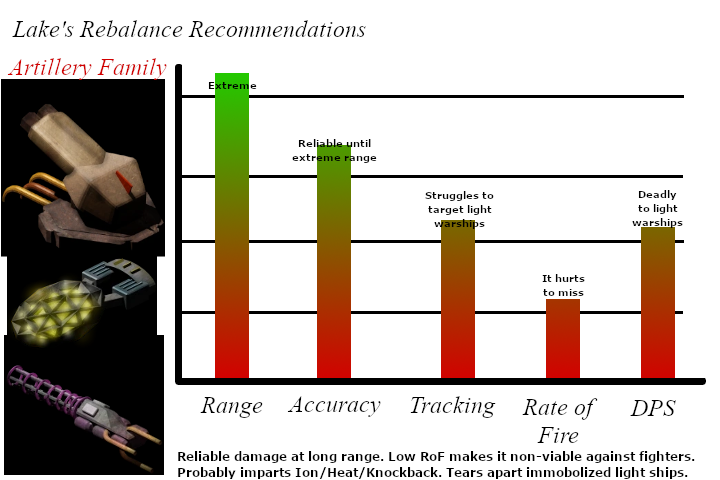 Lake's Rebalance Recommendations
Artillery Family
Extreme
Reliable until
extreme range
Struggles to
target light
warships
It hurts
to miss
Deadly
to light
warships
Range
Accuracy
Tracking
Rate of
Fire
DPS
Reliable damage at long range. Low RoF makes it non-viable against fighters.
Probably imparts Ion/Heat/Knockback. Tears apart immobolized light ships.